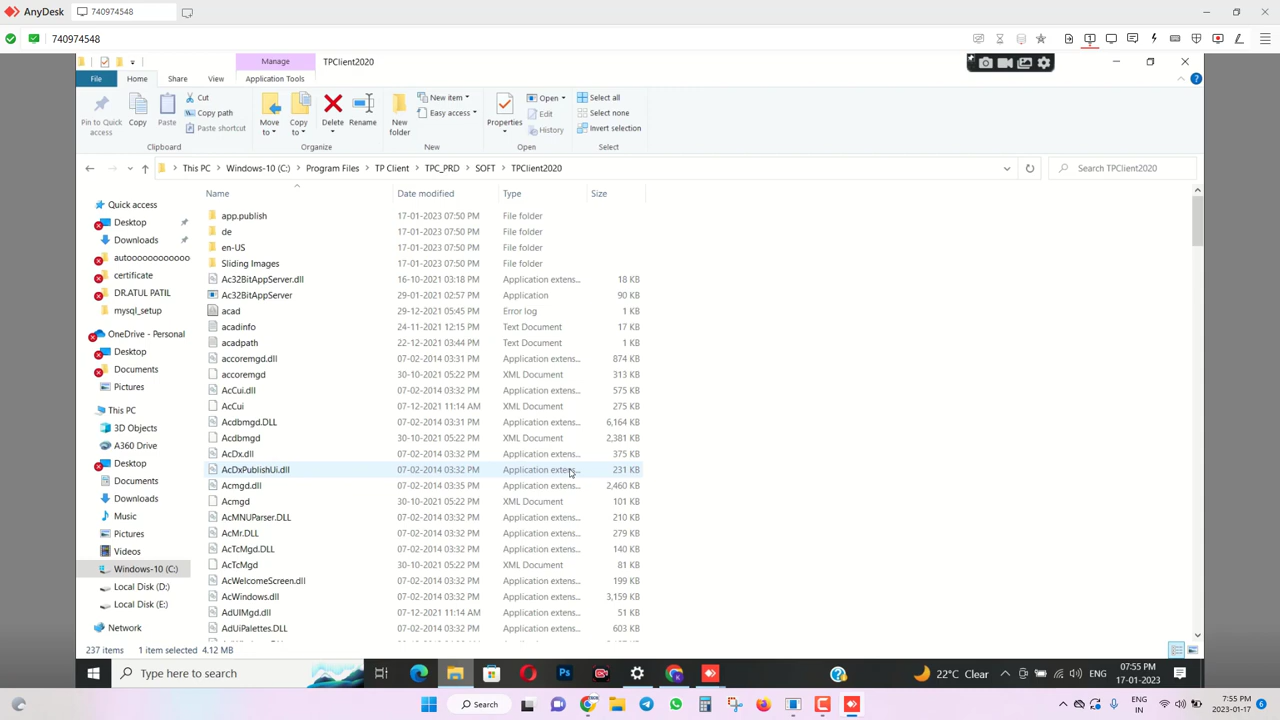 AnyDesk 740974548
740974548
Manage TPClient2020
File Home Share View Application Tools
Pin to Quick access Copy Paste Cut Copy path Paste shortcut Move to Copy to Delete Rename New folder New item Easy access Properties Open Edit History Select all Select none Invert selection
Clipboard Organize New Open Select
This PC > Windows-10 (C:) > Program Files > TP Client > TPC_PRD > SOFT > TPClient2020 Search TPClient2020
Name Date modified Type Size
Quick access
Desktop
Downloads
autooooooooooo
certificate
DR.ATUL PATIL
mysql_setup
OneDrive - Personal
Desktop
Documents
Pictures
This PC
3D Objects
A360 Drive
Desktop
Documents
Downloads
Music
Pictures
Videos
Windows-10 (C:)
Local Disk (D:)
Local Disk (E:)
Network
app.publish 17-01-2023 07:50 PM File folder
de 17-01-2023 07:50 PM File folder
en-US 17-01-2023 07:50 PM File folder
Sliding Images 17-01-2023 07:50 PM File folder
Ac32BitAppServer.dll 16-10-2021 03:18 PM Application extens... 18 KB
Ac32BitAppServer 29-01-2021 02:57 PM Application 90 KB
acad 29-12-2021 05:45 PM Error log 1 KB
acadinfo 24-11-2021 12:15 PM Text Document 17 KB
acadpath 22-12-2021 03:44 PM Text Document 1 KB
accoremgd.dll 07-02-2014 03:31 PM Application extens... 874 KB
accoremgd 30-10-2021 05:22 PM XML Document 313 KB
AcCui.dll 07-02-2014 03:32 PM Application extens... 575 KB
AcCui 07-12-2021 11:14 AM XML Document 275 KB
Acdbmgd.DLL 07-02-2014 03:31 PM Application extens... 6,164 KB
Acdbmgd 30-10-2021 05:22 PM XML Document 2,381 KB
AcDx.dll 07-02-2014 03:32 PM Application extens... 375 KB
AcDxPublishUi.dll 07-02-2014 03:32 PM Application extens... 231 KB
Acmgd.dll 07-02-2014 03:35 PM Application extens... 2,460 KB
Acmgd 30-10-2021 05:22 PM XML Document 101 KB
AcMNUParser.DLL 07-02-2014 03:32 PM Application extens... 210 KB
AcMr.DLL 07-02-2014 03:32 PM Application extens... 279 KB
AcTcMgd.DLL 07-02-2014 03:32 PM Application extens... 140 KB
AcTcMgd 30-10-2021 05:22 PM XML Document 81 KB
AcWelcomeScreen.dll 07-02-2014 03:32 PM Application extens... 199 KB
AcWindows.dll 07-02-2014 03:32 PM Application extens... 3,159 KB
AdUIMgd.dll 07-12-2021 11:14 AM Application extens... 51 KB
AdUiPalettes.DLL 07-02-2014 03:32 PM Application extens... 603 KB
237 items 1 item selected 4.12 MB
Type here to search 22°C Clear ENG 07:55 PM 17-01-2023
Search ENG IN 7:55 PM 2023-01-17